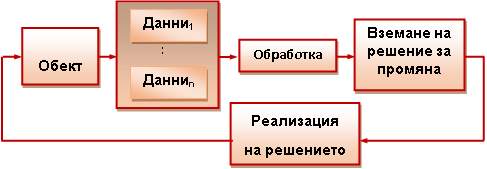 Обект
Данни1
:
Данниn
Обработка
Вземане на
решение за
промяна
Реализация
на решението